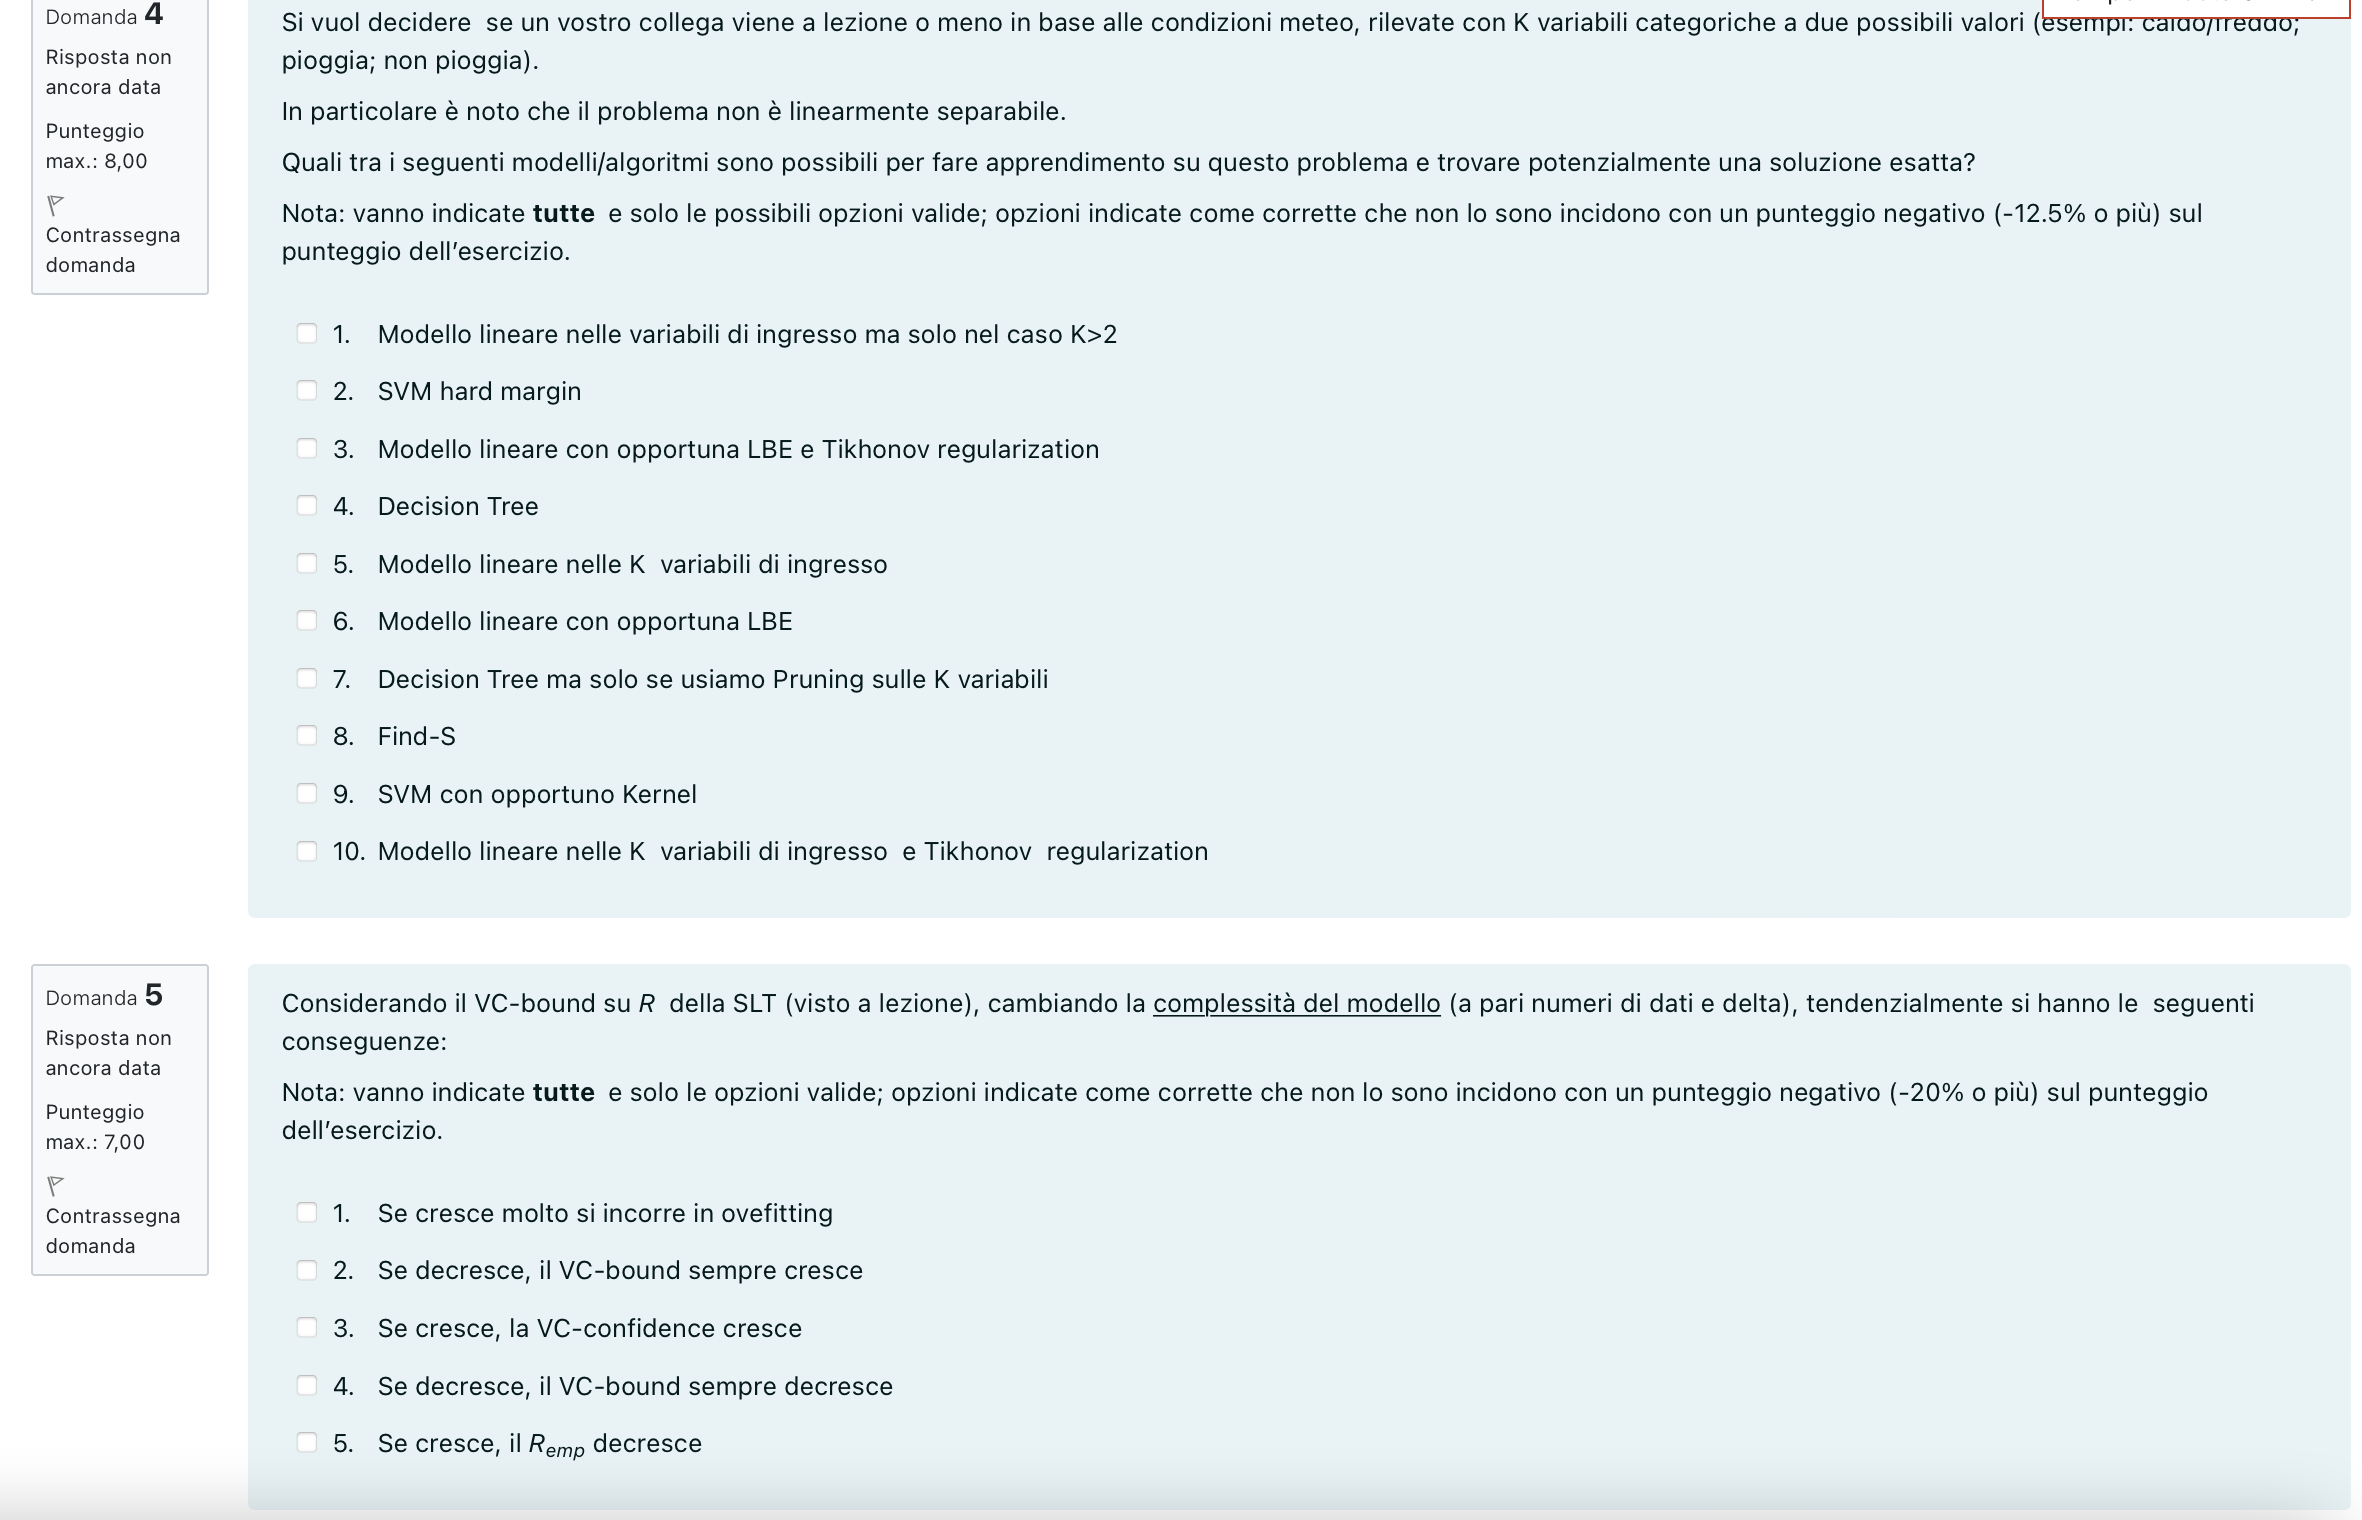 Domanda 4
Risposta non
ancora data
Punteggio
max.: 8,00
Contrassegna
domanda
Si vuol decidere se un vostro collega viene a lezione o meno in base alle condizioni meteo, rilevate con K variabili categoriche a due possibili valori (esempi: caldo/freddo;
pioggia; non pioggia).
In particolare è noto che il problema non è linearmente separabile.
Quali tra i seguenti modelli/algoritmi sono possibili per fare apprendimento su questo problema e trovare potenzialmente una soluzione esatta?
Nota: vanno indicate tutte e solo le possibili opzioni valide; opzioni indicate come corrette che non lo sono incidono con un punteggio negativo (-12.5% o più) sul
punteggio dell’esercizio.
1. Modello lineare nelle variabili di ingresso ma solo nel caso K>2
2. SVM hard margin
3. Modello lineare con opportuna LBE e Tikhonov regularization
4. Decision Tree
5. Modello lineare nelle K variabili di ingresso
6. Modello lineare con opportuna LBE
7. Decision Tree ma solo se usiamo Pruning sulle K variabili
8. Find-S
9. SVM con opportuno Kernel
10. Modello lineare nelle K variabili di ingresso e Tikhonov regularization
Domanda 5
Risposta non
ancora data
Punteggio
max.: 7,00
Contrassegna
domanda
Considerando il VC-bound su R della SLT (visto a lezione), cambiando la complessità del modello (a pari numeri di dati e delta), tendenzialmente si hanno le seguenti
conseguenze:
Nota: vanno indicate tutte e solo le opzioni valide; opzioni indicate come corrette che non lo sono incidono con un punteggio negativo (-20% o più) sul punteggio
dell’esercizio.
1. Se cresce molto si incorre in ovefitting
2. Se decresce, il VC-bound sempre cresce
3. Se cresce, la VC-confidence cresce
4. Se decresce, il VC-bound sempre decresce
5. Se cresce, il Remp decresce